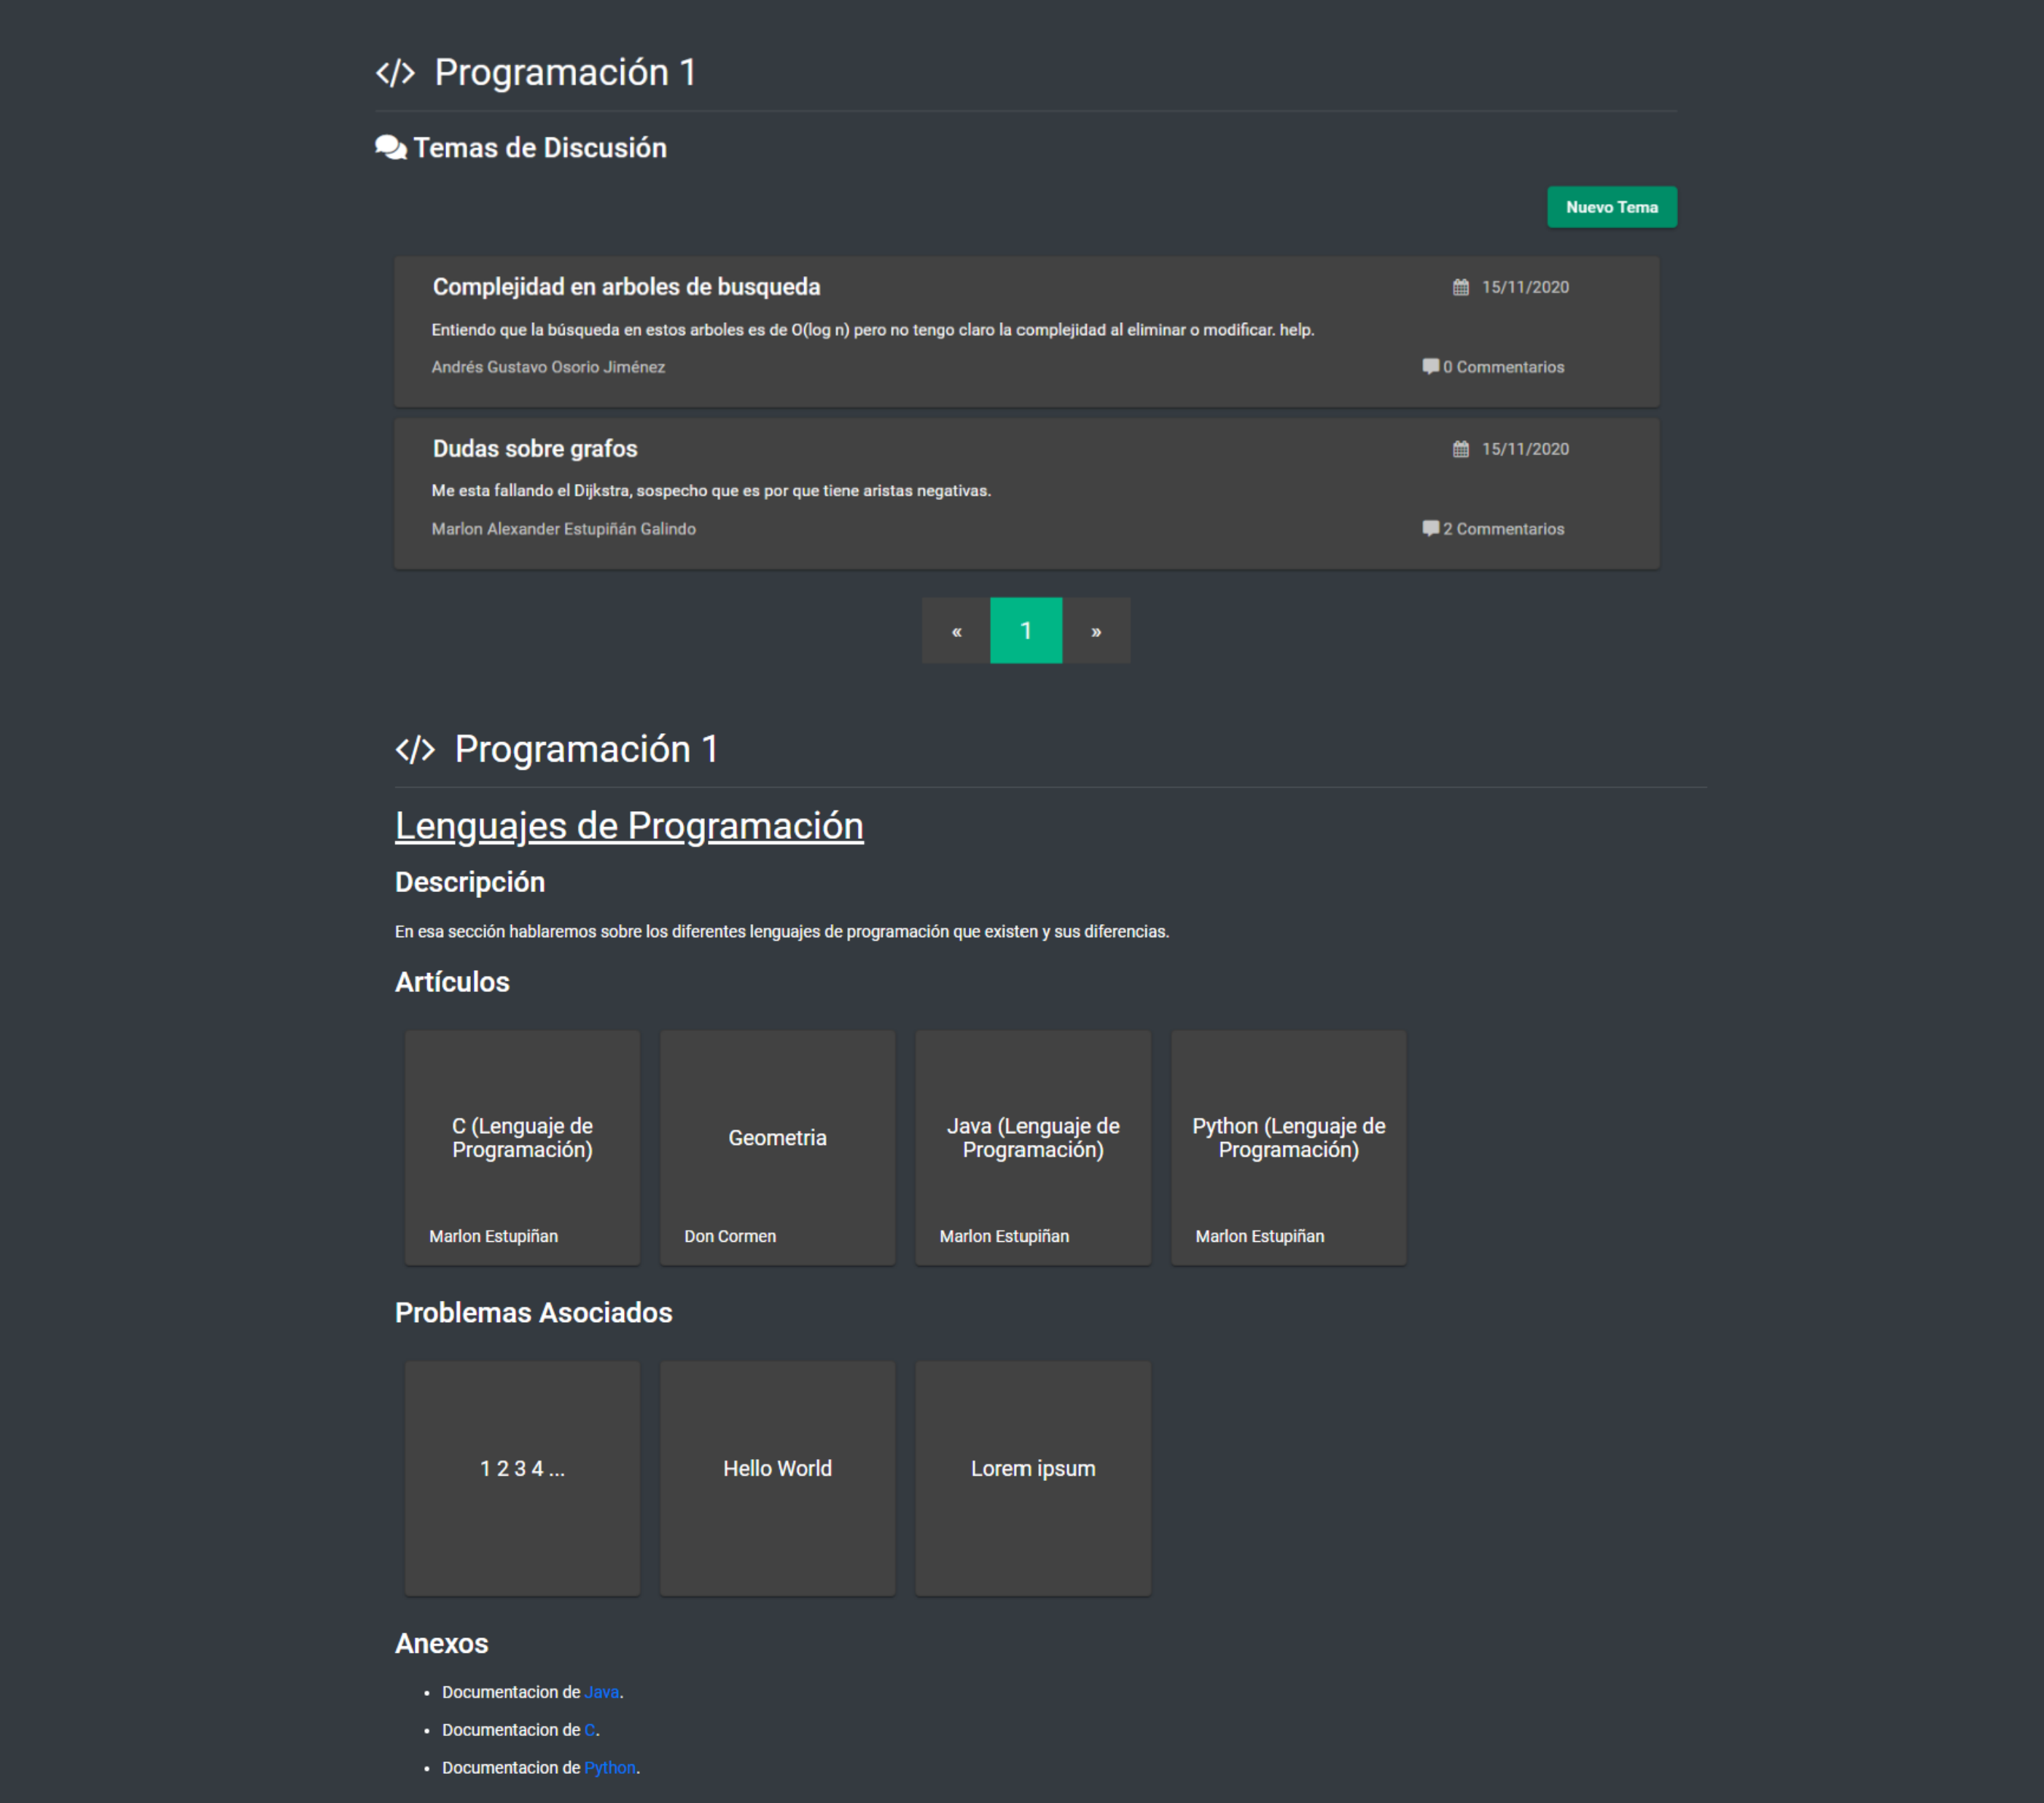 </> Programación 1
Temas de Discusión
Nuevo Tema
Complejidad en arboles de busqueda
15/11/2020
Entiendo que la búsqueda en estos arboles es de O(log n) pero no tengo claro la complejidad al eliminar o modificar. help.
Andrés Gustavo Osorio Jiménez
0 Commentarios
Dudas sobre grafos
15/11/2020
Me esta fallando el Dijkstra, sospecho que es por que tiene aristas negativas.
Marlon Alexander Estupiñán Galindo
2 Commentarios
« 1 »
</> Programación 1
Lenguajes de Programación
Descripción
En esa sección hablaremos sobre los diferentes lenguajes de programación que existen y sus diferencias.
Artículos
C (Lenguaje de
Programación)
Marlon Estupiñan
Geometria
Don Cormen
Java (Lenguaje de
Programación)
Marlon Estupiñan
Python (Lenguaje de
Programación)
Marlon Estupiñan
Problemas Asociados
1 2 3 4 ...
Hello World
Lorem ipsum
Anexos
• Documentacion de Java.
• Documentacion de C.
• Documentacion de Python.